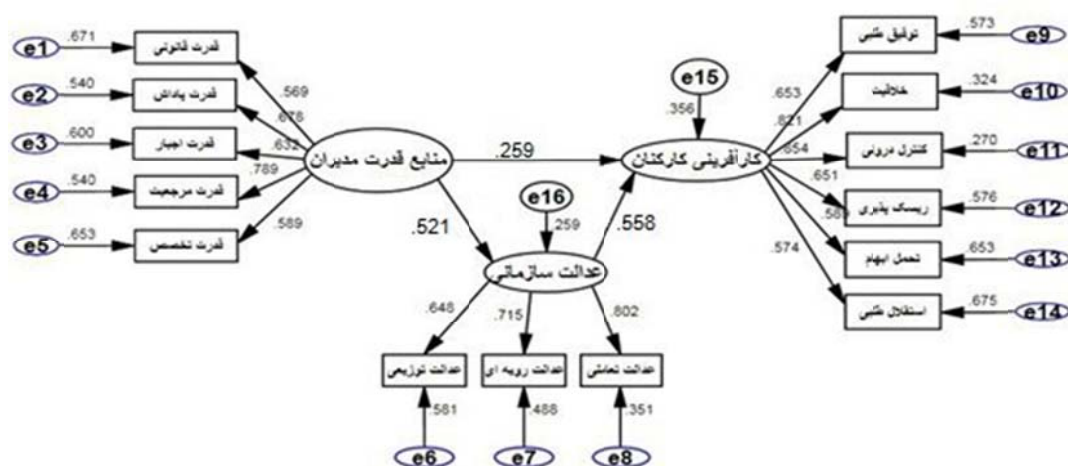 e1 .671 قدرت قانونی
e2 .540 قدرت پاداش
e3 .600 قدرت اجبار
e4 .540 قدرت مرجعیت
e5 .653 قدرت تخصص
.569
.678
.632
.789
.589
منابع قدرت مدیران
.259
.521
.558
e15
.356
کارآفرینی کارکنان
e16
.259
عدالت سازمانی
.648
.715
.802
عدالت توزیعی
عدالت رویه ای
عدالت تعاملی
.581
.488
.351
e6
e7
e8
.653
.821
.654
.651
.574
توفیق طلبی .573 e9
خلاقیت .324 e10
کنترل درونی .270 e11
ریسک پذیری .576 e12
تحمل ابهام .653 e13
استقلال طلبی .675 e14